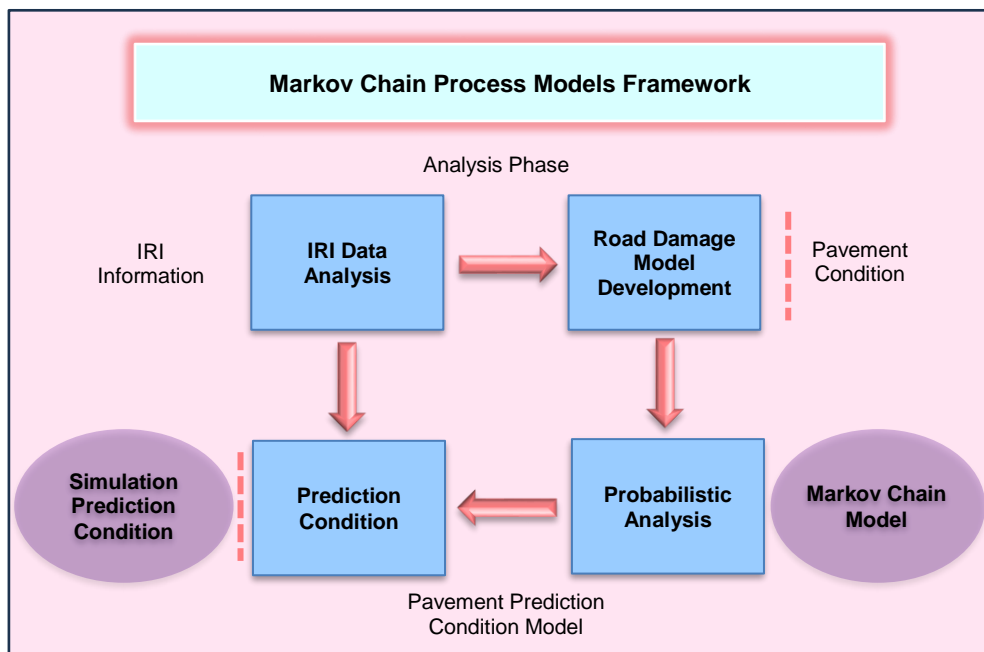 Markov Chain Process Models Framework
Analysis Phase
IRI
Information
IRI Data
Analysis
Road Damage
Model
Development
Pavement
Condition
Simulation
Prediction
Condition
Prediction
Condition
Probabilistic
Analysis
Markov Chain
Model
Pavement Prediction
Condition Model